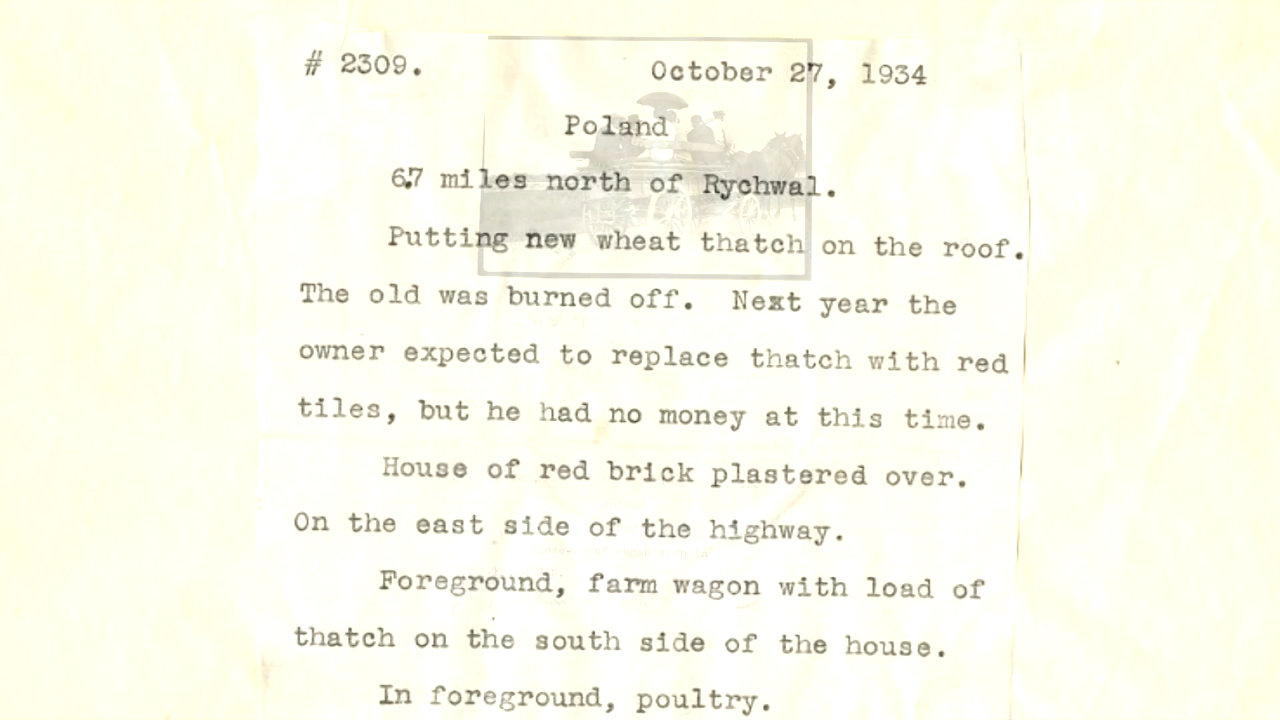 # 2309. October 27, 1934
Poland
6.7 miles north of Rychwal.
Putting new wheat thatch on the roof.
The old was burned off. Next year the
owner expected to replace thatch with red
tiles, but he had no money at this time.
House of red brick plastered over.
On the east side of the highway.
Foreground, farm wagon with load of
thatch on the south side of the house.
In foreground, poultry.